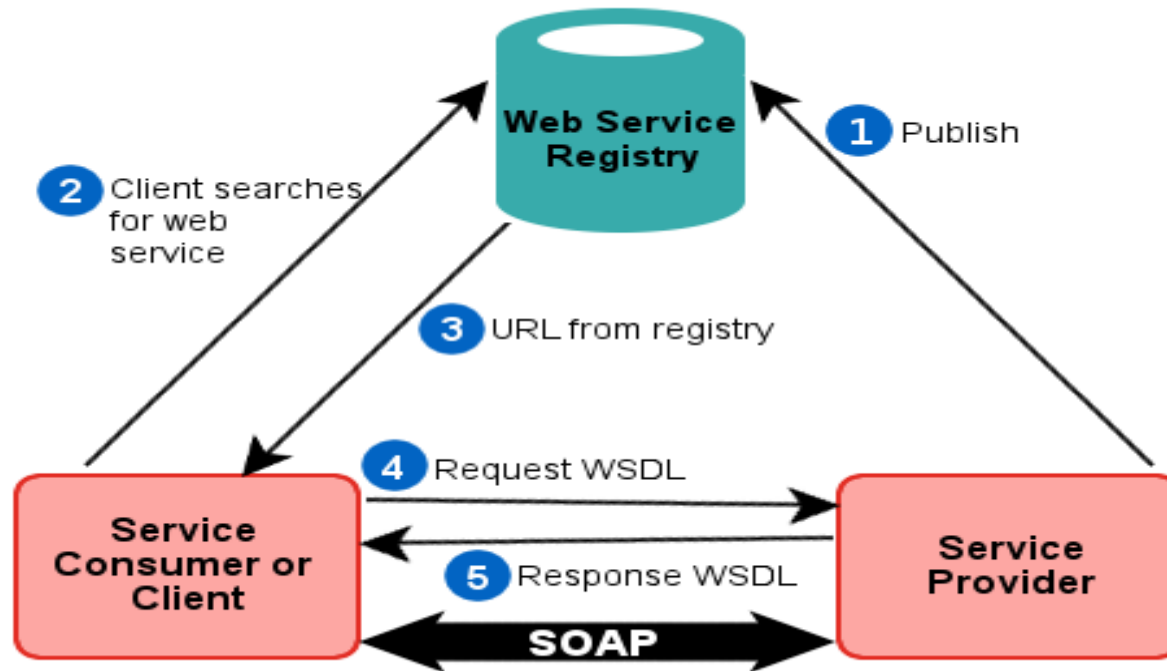 Web Service
Registry
1 Publish
2 Client searches
for web
service
3 URL from registry
4 Request WSDL
Service
Consumer or
Client
Service
Provider
5 Response WSDL
SOAP